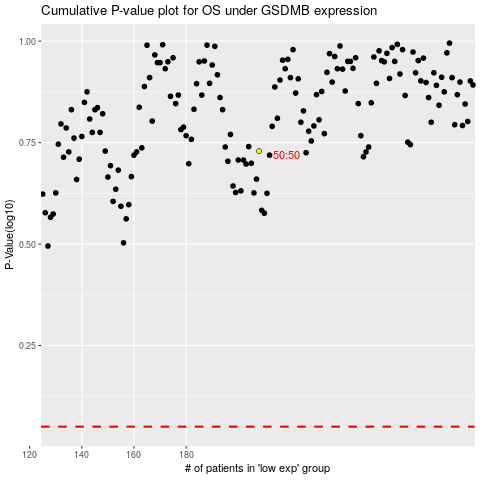 Cumulative P-value plot for OS under GSDMB expression
1.00
0.75
50:50
0.50
0.25
P-Value(log10)
120 140 160 180
# of patients in 'low exp' group